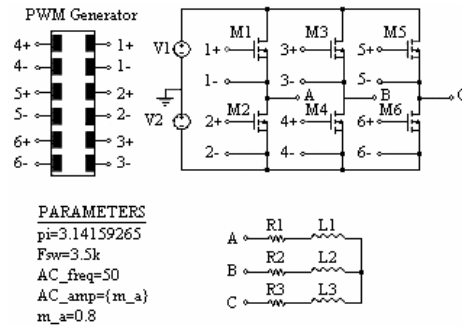 PWM Generator
4+ 1+
4- 1-
5+ 2+
5- 2-
6+ 3+
6- 3-
V1
V2
M1 M3 M5
1+ 3+ 5+
1- 3- 5-
A B C
M2 M4 M6
2+ 4+ 6+
2- 4- 6-
PARAMETERS
pi=3.14159265
Fsw=3.5k
AC_freq=50
AC_amp={m_a}
m_a=0.8
R1 L1
A
R2 L2
B
R3 L3
C